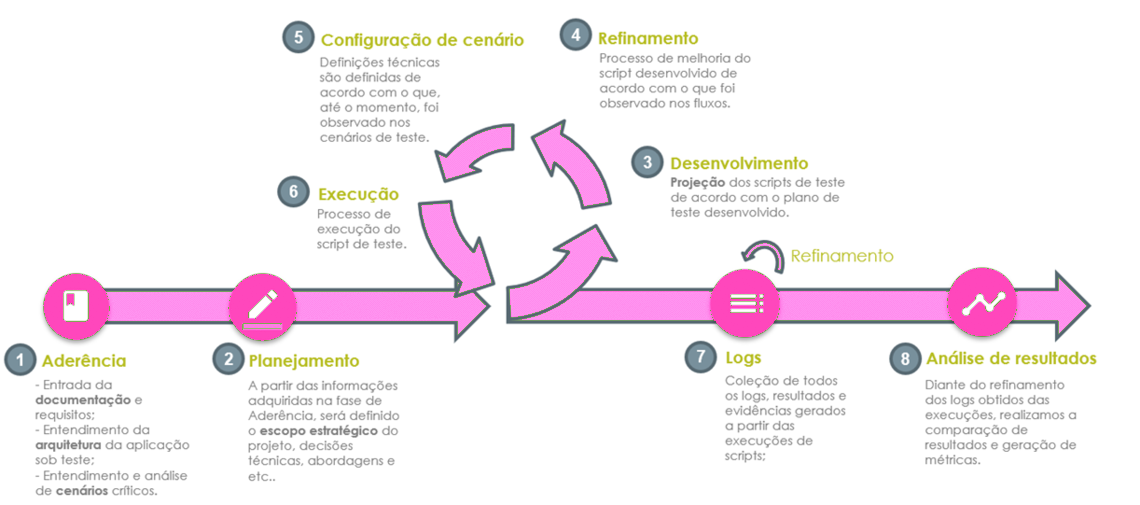 1
Aderência
- Entrada da
documentação e
requisitos;
- Entendimento da
arquitetura da aplicação
sob teste;
- Entendimento e análise
de cenários críticos.
2
Planejamento
A partir das informações
adquiridas na fase de
Aderência, será definido
o escopo estratégico do
projeto, decisões
técnicas, abordagens e
etc..
3
Desenvolvimento
Projeção dos scripts de teste
de acordo com o plano de
teste desenvolvido.
4
Refinamento
Processo de melhoria do
script desenvolvido de
acordo com o que foi
observado nos fluxos.
5
Configuração de cenário
Definições técnicas
são definidas de
acordo com o que,
até o momento, foi
observado nos
cenários de teste.
6
Execução
Processo de
execução do
script de teste.
Refinamento
7
Logs
Coleção de todos
os logs, resultados e
evidências gerados
a partir das
execuções de
scripts;
8
Análise de resultados
Diante do refinamento
dos logs obtidos das
execuções, realizamos a
comparação de
resultados e geração de
métricas.